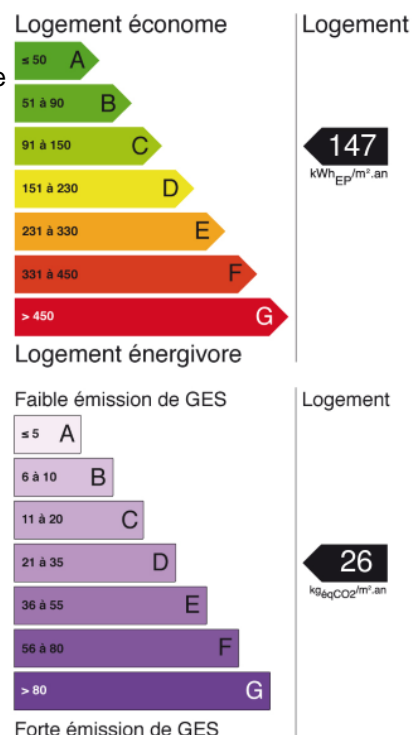 Logement économe
Logement
≤ 50 A
e
51 à 90 B
91 à 150 C
147
kWhEP/m².an
151 à 230 D
231 à 330 E
331 à 450 F
> 450 G
Logement énergivore
Faible émission de GES
Logement
≤ 5 A
6 à 10 B
11 à 20 C
21 à 35 D
26
kgéqCO2/m².an
36 à 55 E
56 à 80 F
> 80 G
Forte émission de GES